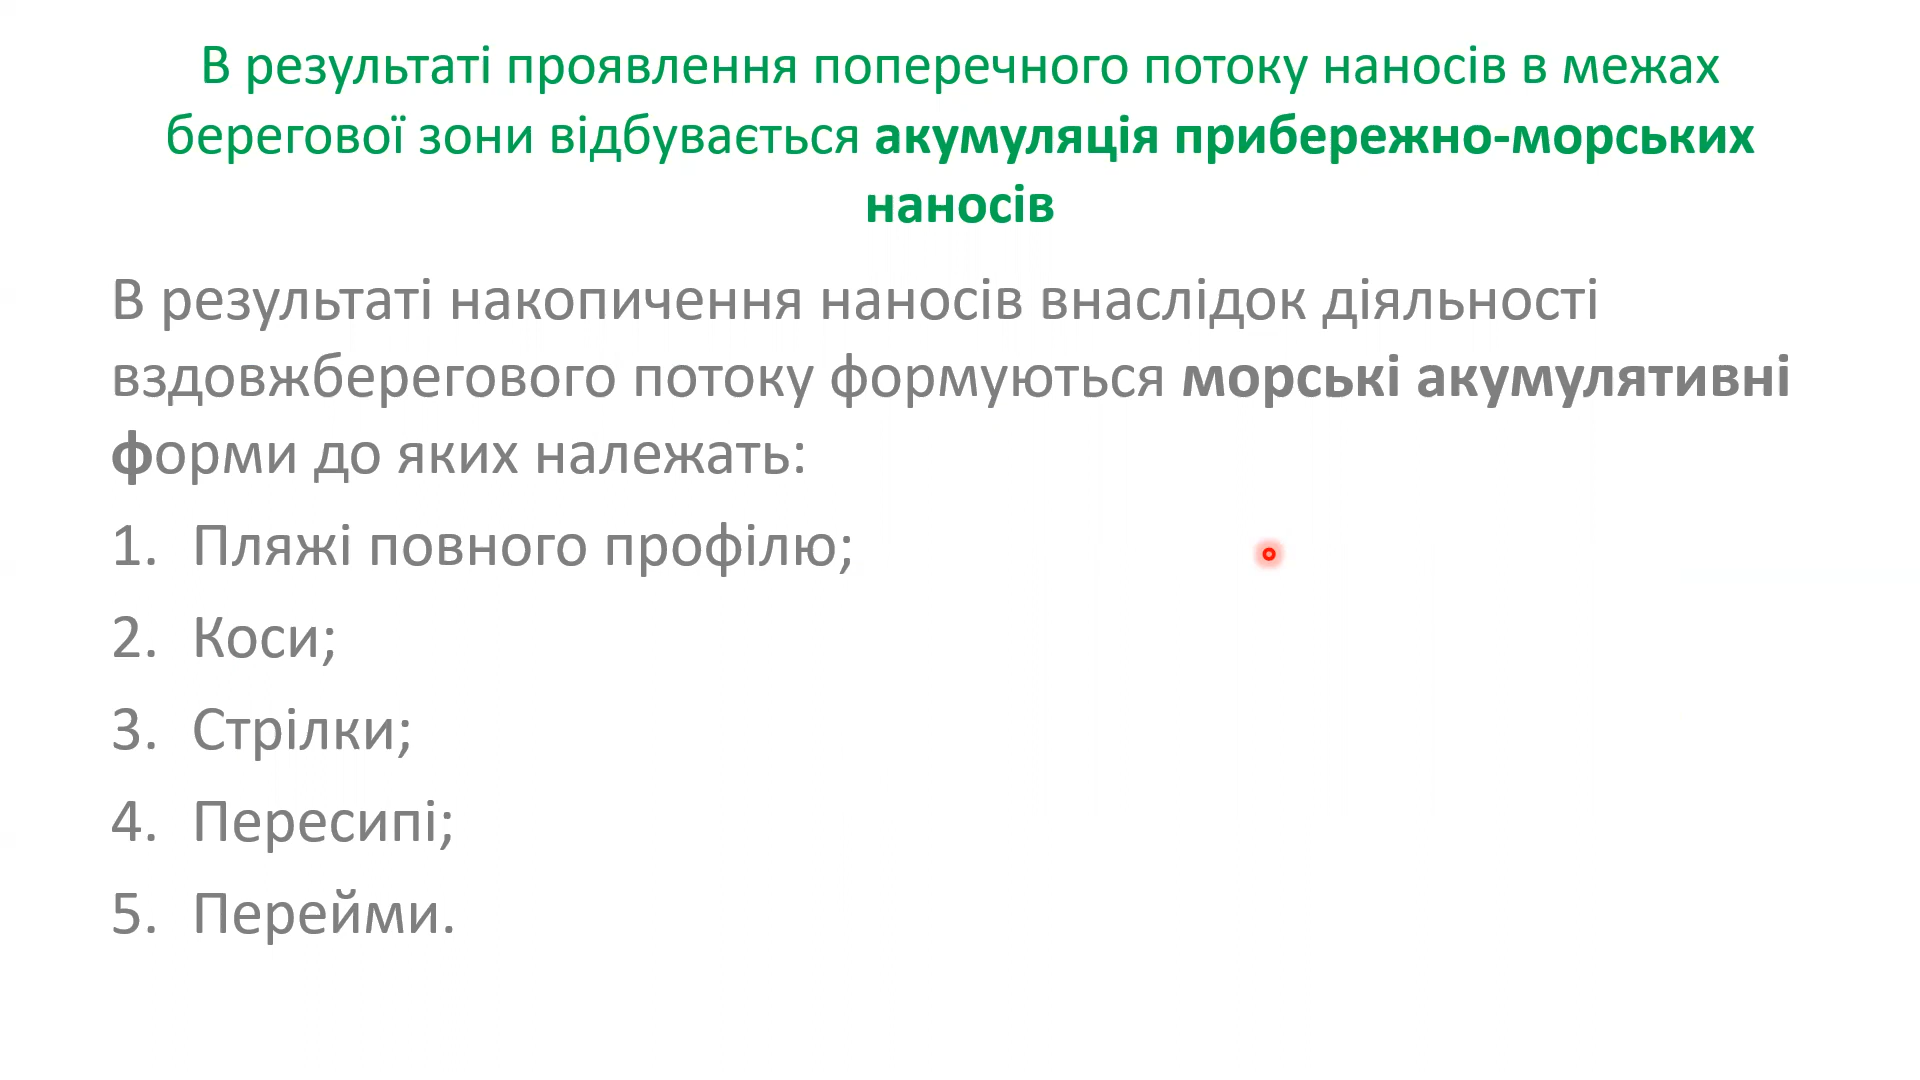 В результаті проявлення поперечного потоку наносів в межах
берегової зони відбувається акумуляція прибережно-морських
наносів
В результаті накопичення наносів внаслідок діяльності
вздовжберегового потоку формуються морські акумулятивні
форми до яких належать:
1. Пляжі повного профілю;
2. Коси;
3. Стрілки;
4. Пересипі;
5. Перейми.